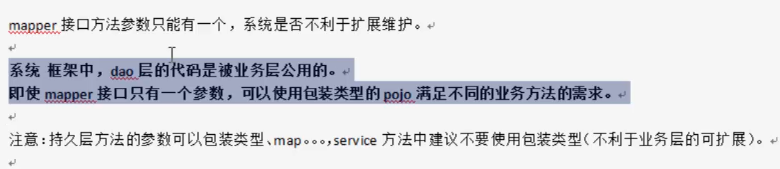 mapper 接口方法参数只能有一个，系统是否不利于扩展维护。
系统 框架中，dao 层的代码是被业务层公用的。
即使 mapper 接口只有一个参数，可以使用包装类型的 pojo 满足不同的业务方法的需求。
注意：持久层方法的参数可以包装类型、map。。。，service 方法中建议不要使用包装类型（不利于业务层的可扩展）。